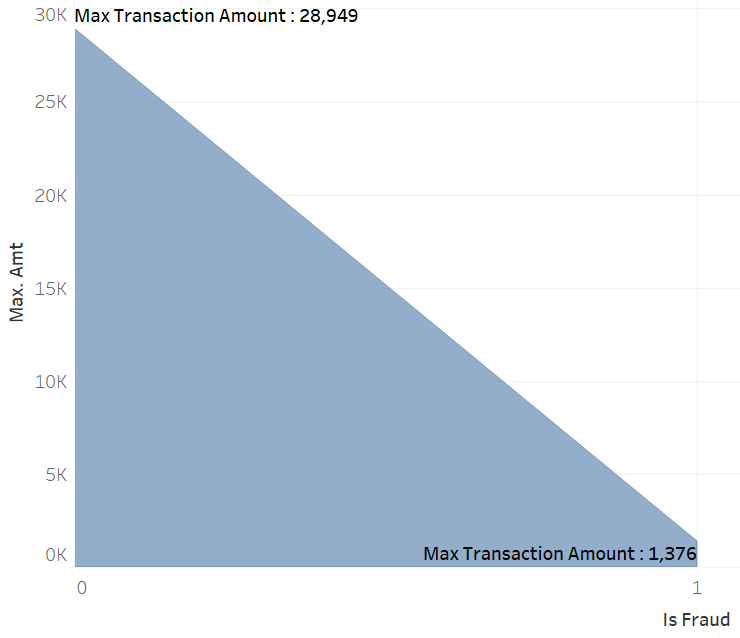 30K
Max Transaction Amount : 28,949
25K
20K
15K
10K
5K
0K
Max. Amt
Max Transaction Amount : 1,376
0
1
Is Fraud